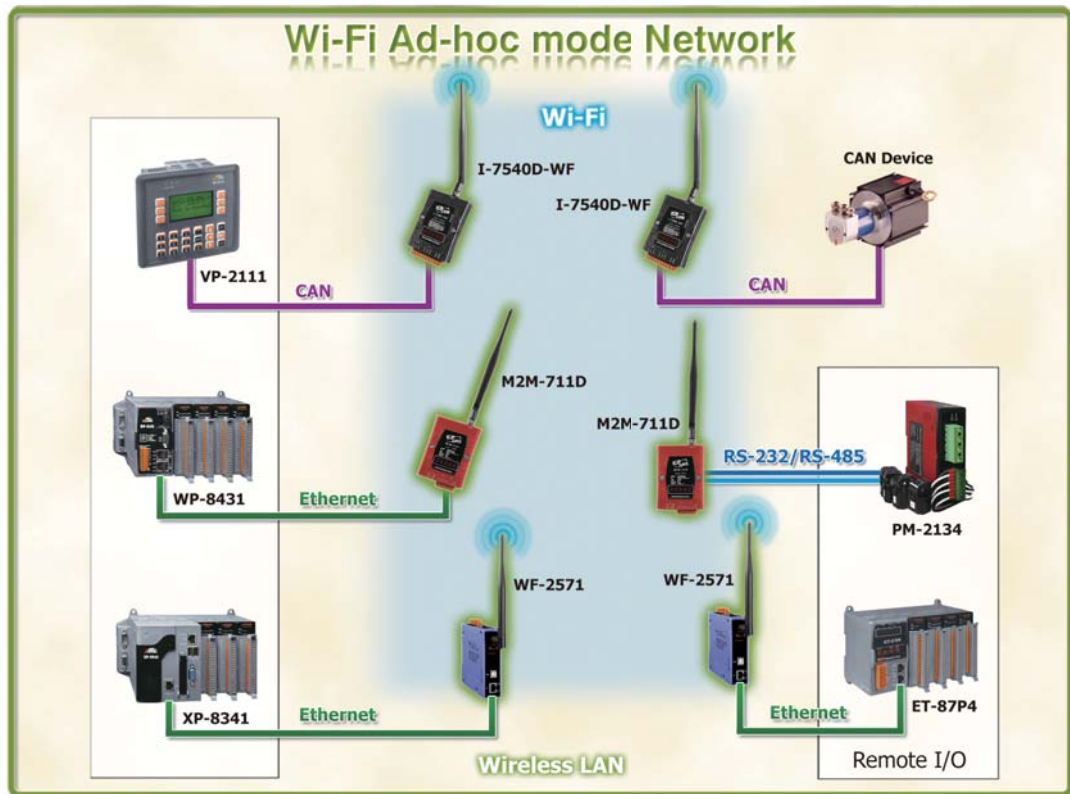 Wi-Fi Ad-hoc mode Network
Wi-Fi
I-7540D-WF
I-7540D-WF
CAN Device
VP-2111
CAN
CAN
M2M-711D
M2M-711D
RS-232/RS-485
WP-8431
Ethernet
PM-2134
WF-2571
WF-2571
XP-8341
Ethernet
Ethernet
ET-87P4
Wireless LAN
Remote I/O